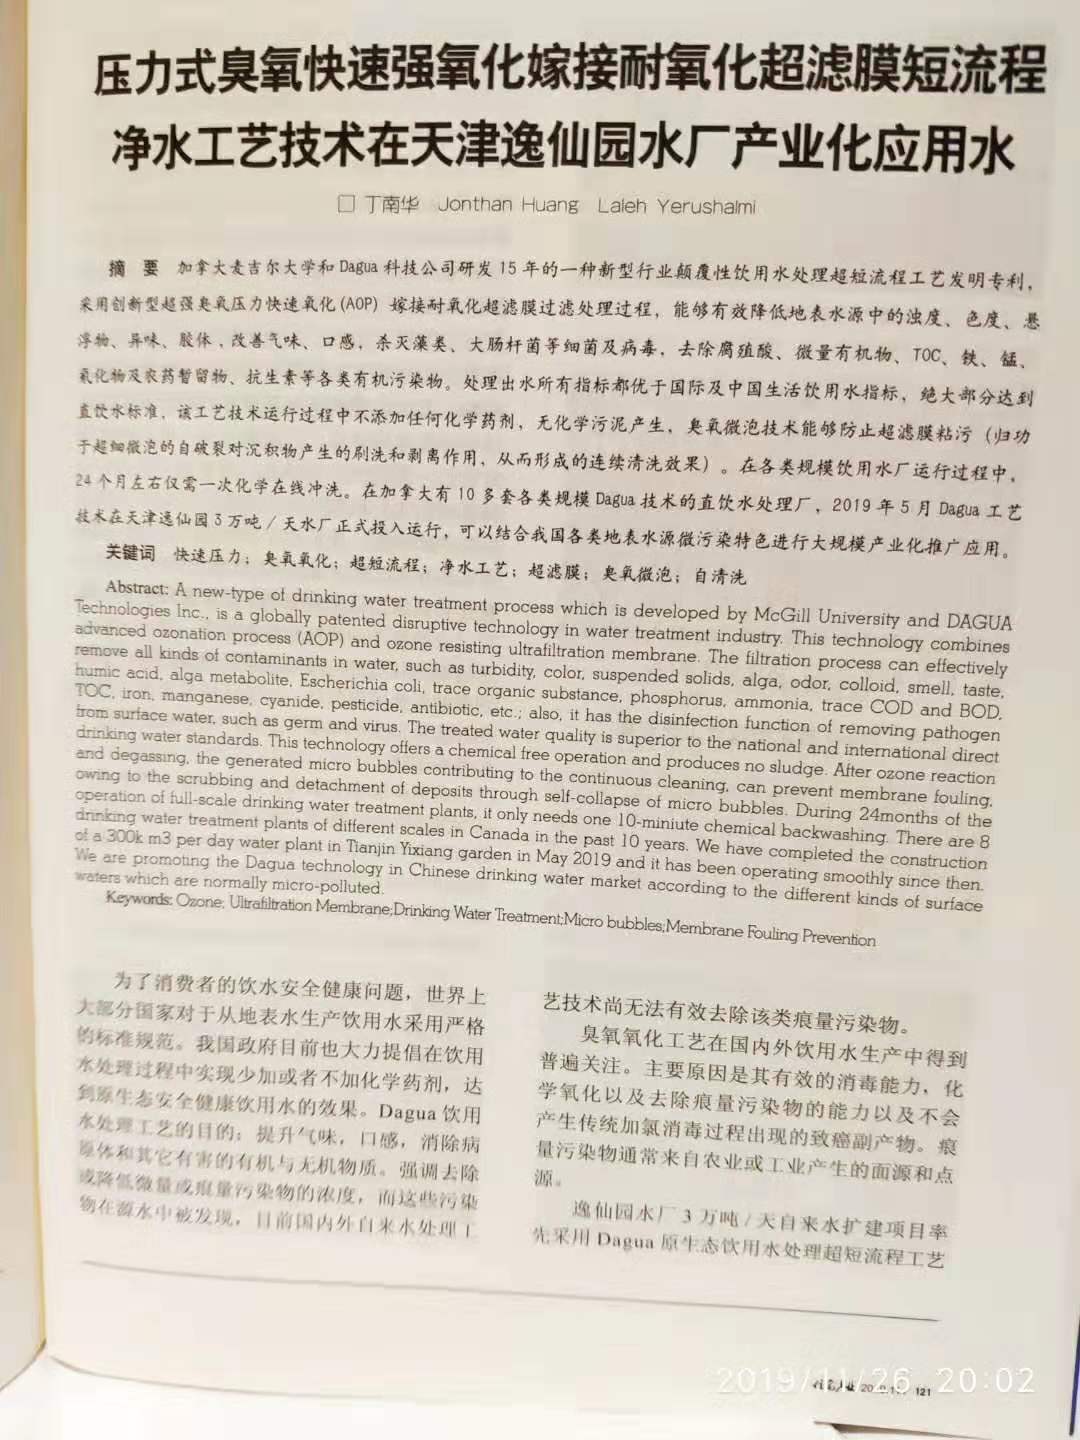 压力式臭氧快速强氧化嫁接耐氧化超滤膜短流程
净水工艺技术在天津逸仙园水厂产业化应用水
□ 丁南华 Jonthan Huang Laleh Yerushalmi
摘 要 加拿大麦吉尔大学和 Dagua 科技公司研发 15 年的一种新型行业颠覆性饮用水处理超短流程工艺发明专利，
采用创新型超强臭氧压力快速氧化 (AOP) 嫁接耐氧化超滤膜过滤处理过程，能够有效降低地表水源中的浊度、色度、悬
浮物、异味、胶体，改善气味、口感，杀灭藻类、大肠杆菌等细菌及病毒，去除腐殖酸、微量有机物、TOC、铁、锰、
氧化物及农药暂留物、抗生素等各类有机污染物。处理出水所有指标都优于国际及中国生活饮用水指标，绝大部分达到
直饮水标准，该工艺技术运行过程中不添加任何化学药剂，无化学污泥产生，臭氧微泡技术能够防止超滤膜粘污（归功
于超细微泡的自破裂对沉积物产生的刷洗和剥离作用，从而形成的连续清洗效果）。在各类规模饮用水厂运行过程中，
24 个月左右仅需一次化学在线冲洗。在加拿大有 10 多套各类规模 Dagua 技术的直饮水处理厂，2019 年 5 月 Dagua 工艺
技术在天津逸仙园 3 万吨 / 天水厂正式投入运行，可以结合我国各类地表水源微污染特色进行大规模产业化推广应用。
关键词 快速压力；臭氧氧化；超短流程；净水工艺；超滤膜；臭氧微泡；自清洗
Abstract: A new-type of drinking water treatment process which is developed by McGill University and DAGUA
Technologies Inc., is a globally patented disruptive technology in water treatment industry. This technology combines
advanced ozonation process (AOP) and ozone resisting ultrafiltration membrane. The filtration process can effectively
remove all kinds of contaminants in water, such as turbidity, color, suspended solids, alga, odor, colloid, smell, taste,
humic acid, alga metabolite, Escherichia coli, trace organic substance, phosphorus, ammonia, trace COD and BOD,
TOC, iron, manganese, cyanide, pesticide, antibiotic, etc.; also, it has the disinfection function of removing pathogen
from surface water, such as germ and virus. The treated water quality is superior to the national and international direct
drinking water standards. This technology offers a chemical free operation and produces no sludge. After ozone reaction
and degassing, the generated micro bubbles contributing to the continuous cleaning, can prevent membrane fouling,
owing to the scrubbing and detachment of deposits through self-collapse of micro bubbles. During 24months of the
operation of full-scale drinking water treatment plants, it only needs one 10-miniute chemical backwashing. There are 8
drinking water treatment plants of different scales in Canada in the past 10 years. We have completed the construction
of a 300k m3 per day water plant in Tianjin Yixiang garden in May 2019 and it has been operating smoothly since then.
We are promoting the Dagua technology in Chinese drinking water market according to the different kinds of surface
waters which are normally micro-polluted.
Keywords: Ozone; Ultrafiltration Membrane;Drinking Water Treatment;Micro bubbles;Membrane Fouling Prevention
为了消费者的饮水安全健康问题，世界上
大部分国家对于从地表水生产饮用水采用严格
的标准规范。我国政府目前也大力提倡在饮用
水处理过程中实现少加或者不加化学药剂，达
到原生态安全健康饮用水的效果。Dagua 饮用
水处理工艺的目的：提升气味，口感，消除病
原体和其它有害的有机与无机物质。强调去除
或降低微量或痕量污染物的浓度，而这些污染
物在源水中被发现，目前国内外自来水处理工
艺技术尚无法有效去除该类痕量污染物。
臭氧氧化工艺在国内外饮用水生产中得到
普遍关注。主要原因是其有效的消毒能力，化
学氧化以及去除痕量污染物的能力以及不会
产生传统加氯消毒过程出现的致癌副产物。痕
量污染物通常来自农业或工业产生的面源和点
源。
逸仙园水厂 3 万吨 / 天自来水扩建项目率
先采用 Dagua 原生态饮用水处理超短流程工艺
2019/11/26 20:02
121